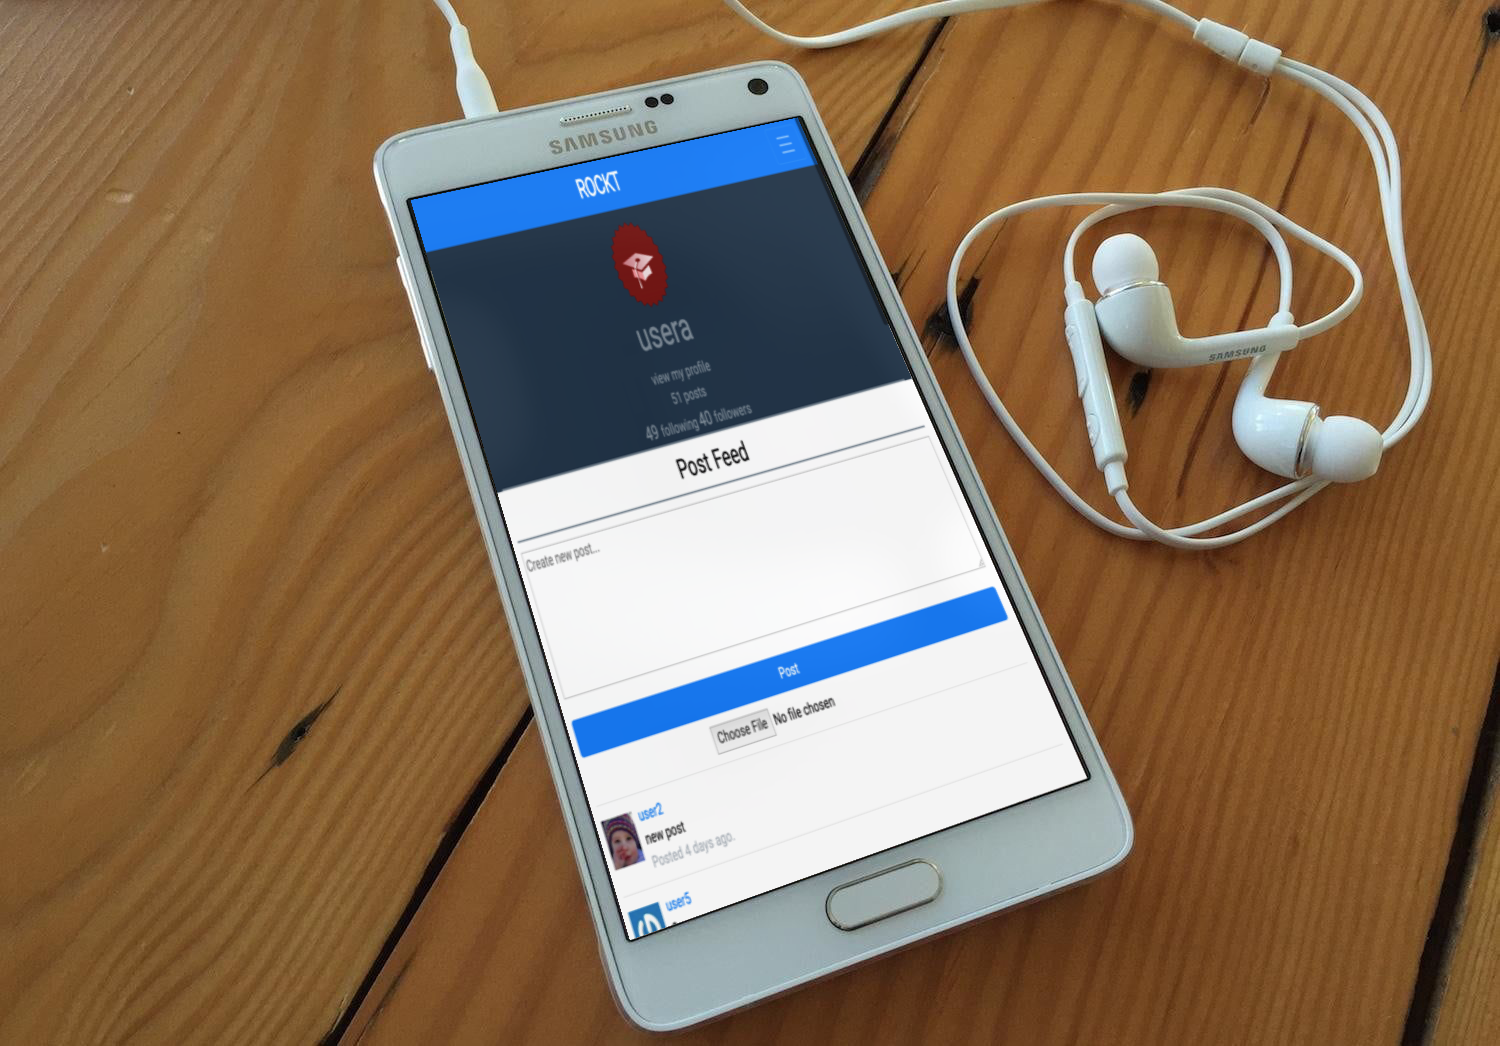 SAMSUNG
ROCKT
usera
view my profile
51 posts
49 following 40 followers
Post Feed
Create new post...
Post
Choose File No file chosen
user2
new post
Posted 4 days ago.
user5
SAMSUNG